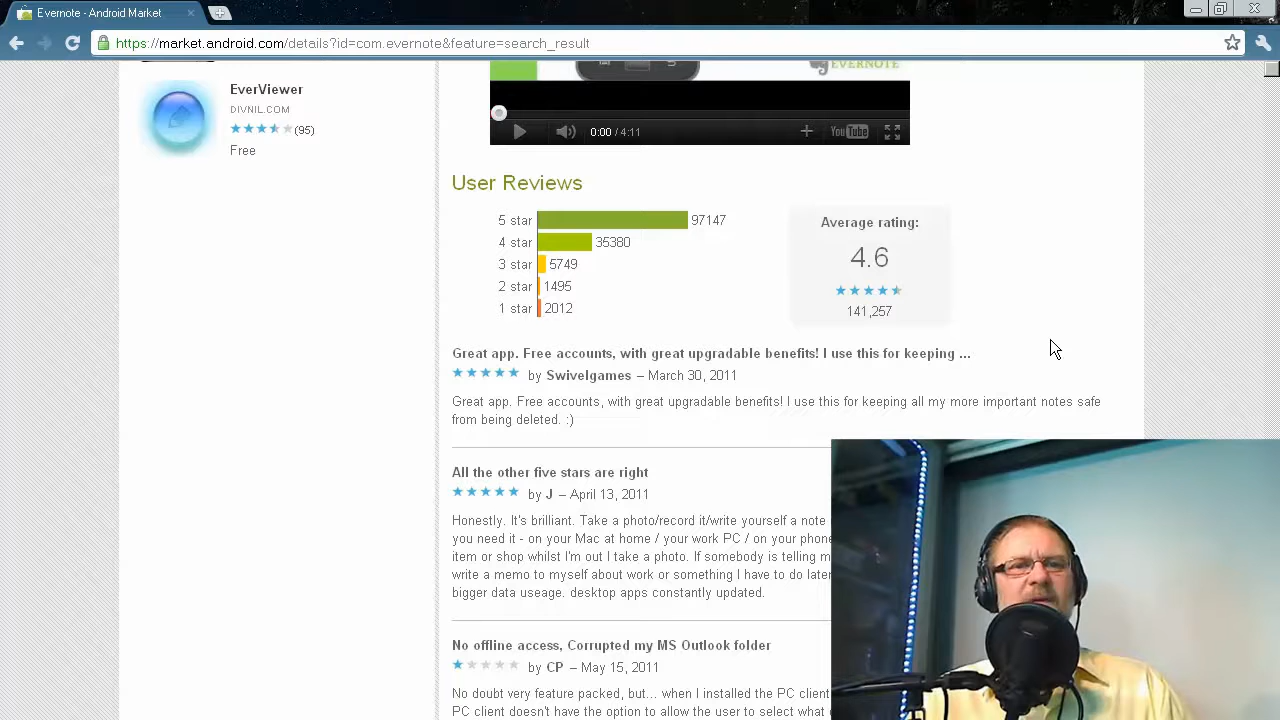 Evernote - Android Market
https://market.android.com/details?id=com.evernote&feature=search_result
EverViewer
DIVNIL.COM
(95)
Free
EVERNOTE
0:00 / 4:11
YouTube
User Reviews
5 star 97147
4 star 35380
3 star 5749
2 star 1495
1 star 2012
Average rating:
4.6
141,257
Great app. Free accounts, with great upgradable benefits! I use this for keeping ...
by Swivelgames – March 30, 2011
Great app. Free accounts, with great upgradable benefits! I use this for keeping all my more important notes safe
from being deleted. :)
All the other five stars are right
by J – April 13, 2011
Honestly. It's brilliant. Take a photo/record it/write yourself a note
you need it - on your Mac at home / your work PC / on your phone
item or shop whilst I'm out I take a photo. If somebody is telling m
write a memo to myself about work or something I have to do later
bigger data useage. desktop apps constantly updated.
No offline access, Corrupted my MS Outlook folder
by CP – May 15, 2011
No doubt very feature packed, but... when I installed the PC client
PC client doesn't have the option to allow the user to select what